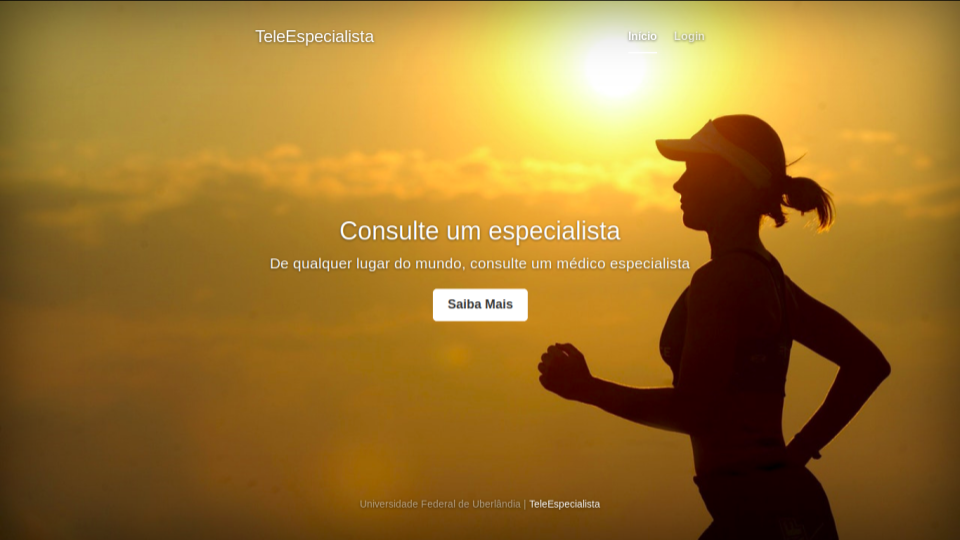 TeleEspecialista
Início Login
Consulte um especialista
De qualquer lugar do mundo, consulte um médico especialista
Saiba Mais
Universidade Federal de Uberlândia | TeleEspecialista